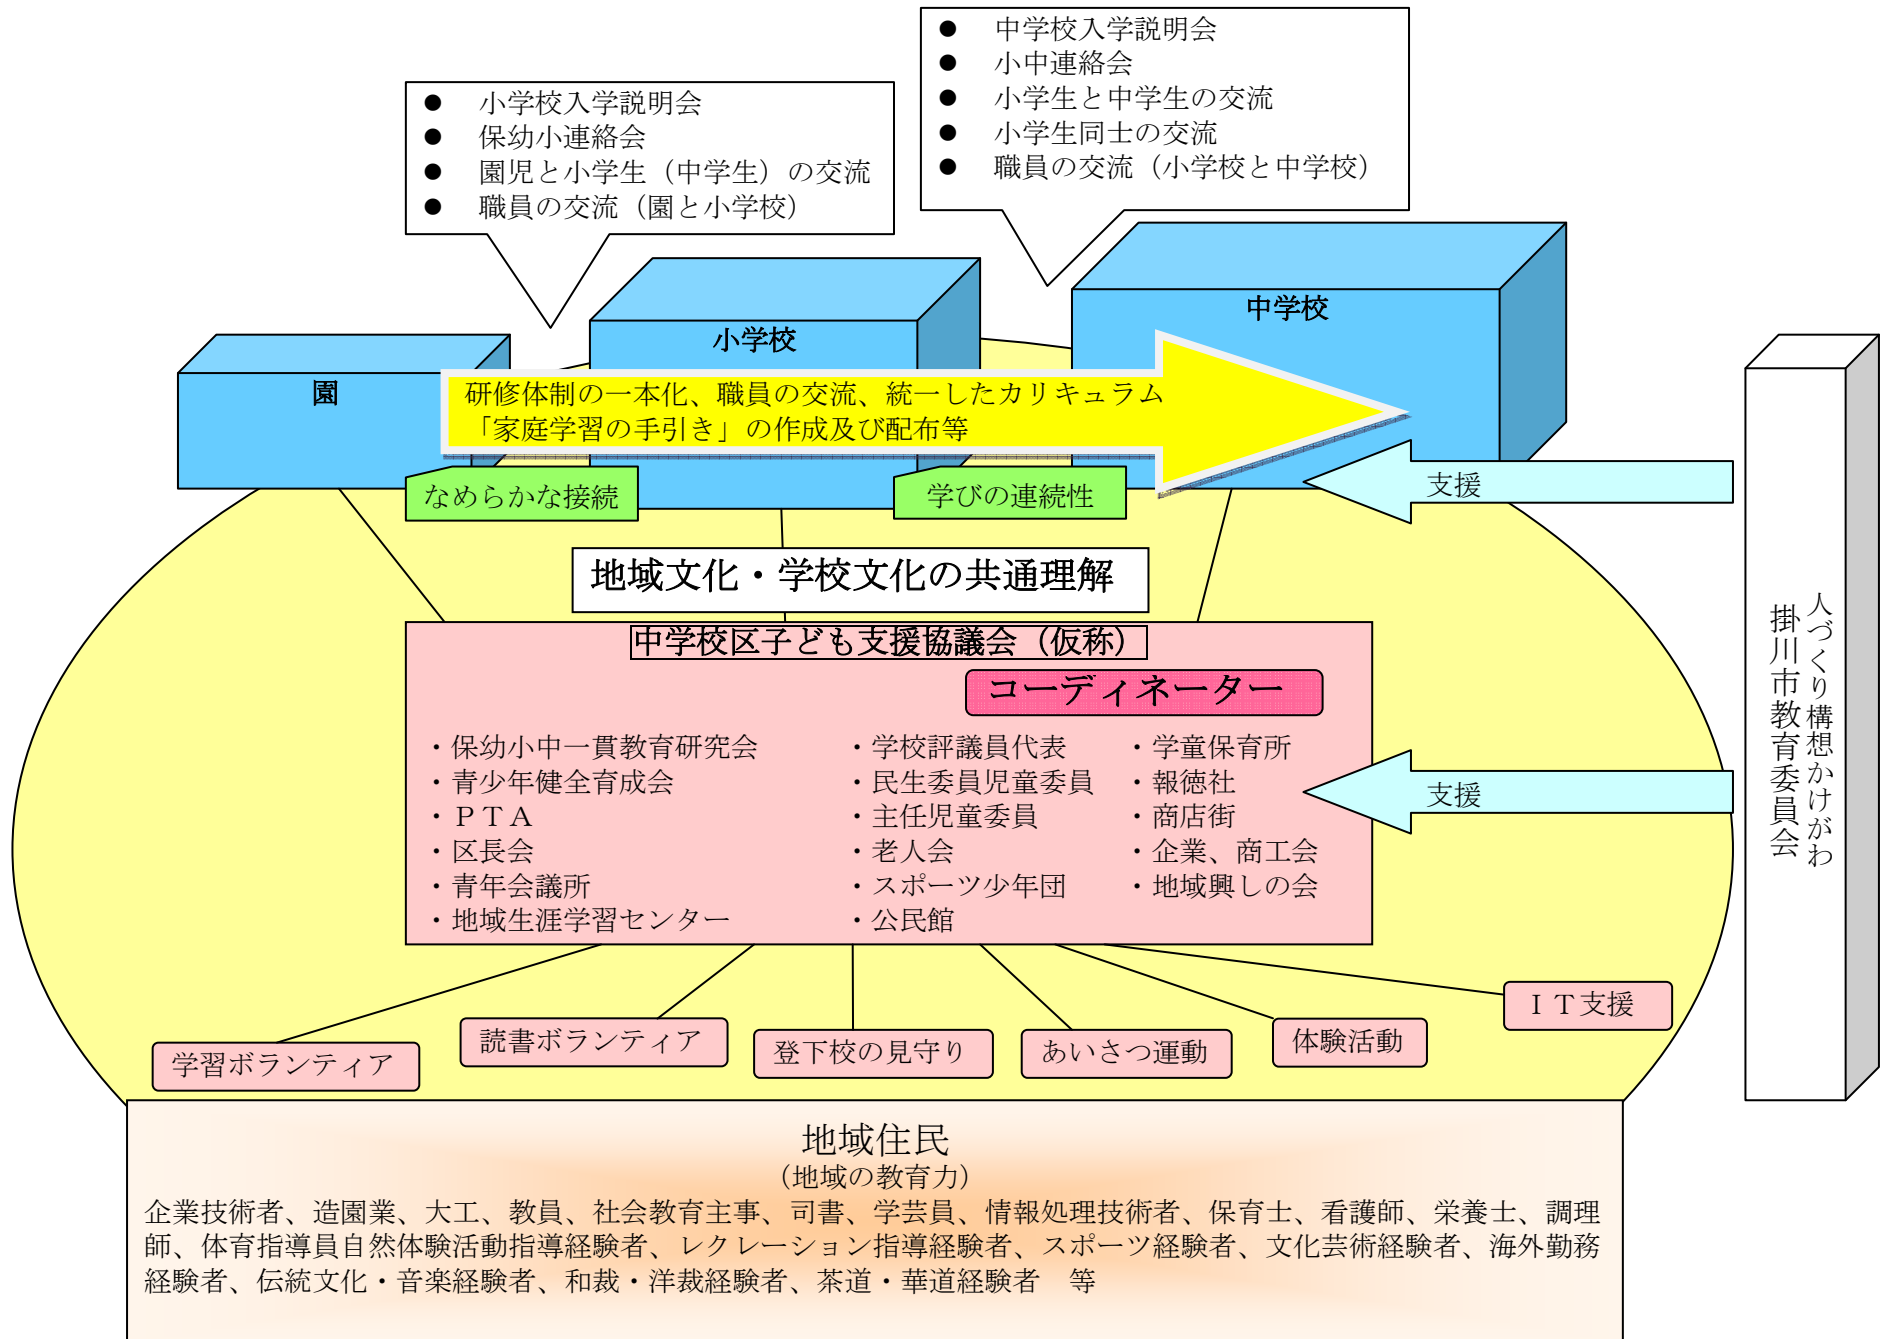 ● 中学校入学説明会
● 小中連絡会
● 小学生と中学生の交流
● 小学生同士の交流
● 職員の交流（小学校と中学校）
● 小学校入学説明会
● 保幼小連絡会
● 園児と小学生（中学生）の交流
● 職員の交流（園と小学校）
中学校
小学校
園
研修体制の一本化、職員の交流、統一したカリキュラム
「家庭学習の手引き」の作成及び配布等
なめらかな接続
学びの連続性
支援
地域文化・学校文化の共通理解
中学校区子ども支援協議会（仮称）
コーディネーター
・保幼小中一貫教育研究会
・青少年健全育成会
・ＰＴＡ
・区長会
・青年会議所
・地域生涯学習センター
・学校評議員代表
・民生委員児童委員
・主任児童委員
・老人会
・スポーツ少年団
・公民館
・学童保育所
・報徳社
・商店街
・企業、商工会
・地域興しの会
支援
人づくり構想かけがわ
掛川市教育委員会
学習ボランティア
読書ボランティア
登下校の見守り
あいさつ運動
体験活動
ＩＴ支援
地域住民
（地域の教育力）
企業技術者、造園業、大工、教員、社会教育主事、司書、学芸員、情報処理技術者、保育士、看護師、栄養士、調理
師、体育指導員自然体験活動指導経験者、レクレーション指導経験者、スポーツ経験者、文化芸術経験者、海外勤務
経験者、伝統文化・音楽経験者、和裁・洋裁経験者、茶道・華道経験者　等